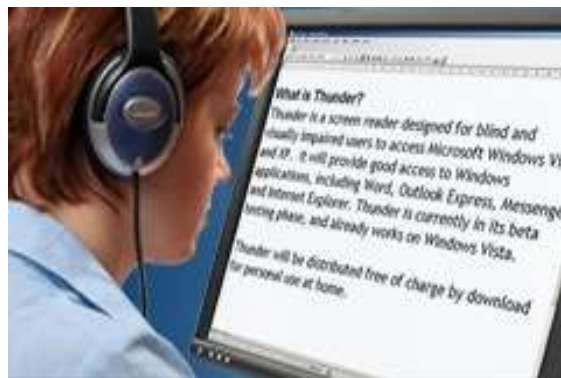 What is Thunder?
Thunder is a screen reader designed for blind and
visually impaired users to access Microsoft Windows Vi
and XP. It will provide good access to Windows
applications, including Word, Outlook Express, Messenge
and Internet Explorer. Thunder is currently in its beta
testing phase, and already works on Windows Vista.
Thunder will be distributed free of charge by download
for personal use at home.